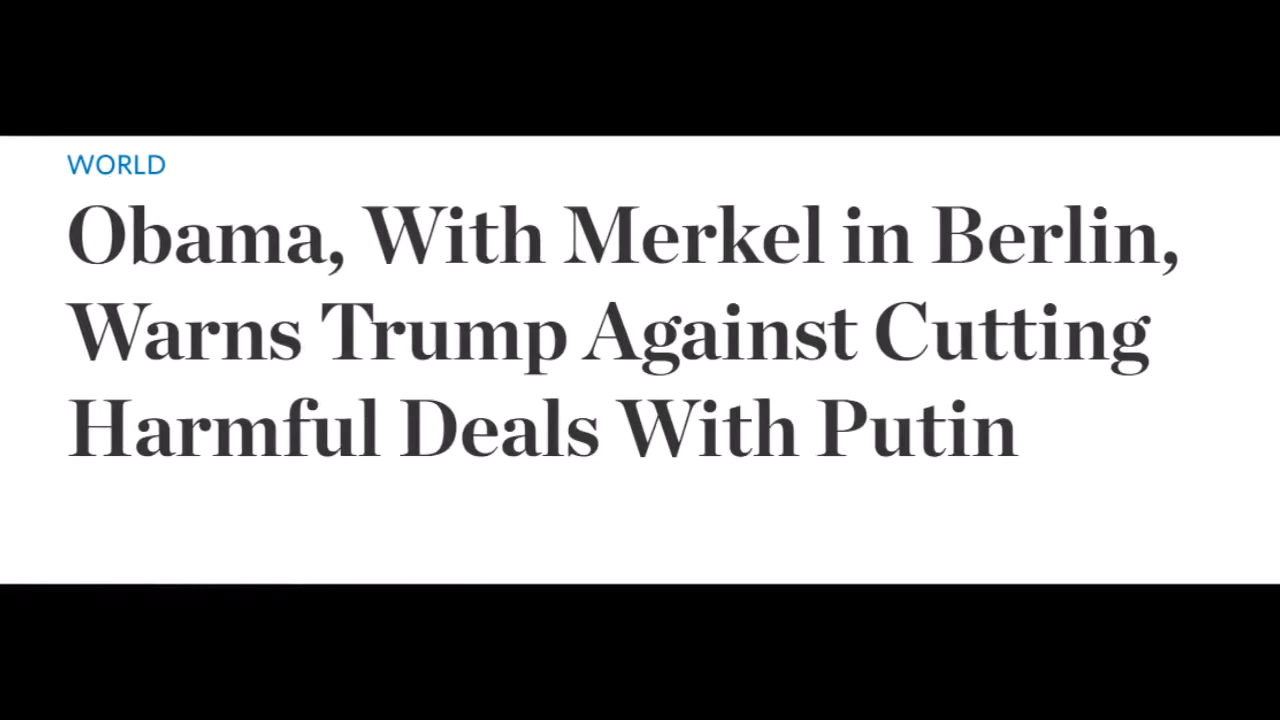 WORLD
Obama, With Merkel in Berlin,
Warns Trump Against Cutting
Harmful Deals With Putin